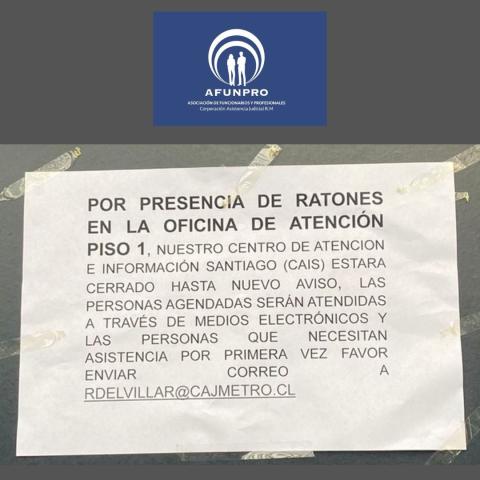 AFUNPRO
ASOCIACIÓN DE FUNCIONARIOS Y PROFESIONALES
Corporación Asistencia Judicial R.M
POR PRESENCIA DE RATONES
EN LA OFICINA DE ATENCIÓN
PISO 1, NUESTRO CENTRO DE ATENCION
E INFORMACIÓN SANTIAGO (CAIS) ESTARA
CERRADO HASTA NUEVO AVISO, LAS
PERSONAS AGENDADAS SERÁN ATENDIDAS
A TRAVÉS DE MEDIOS ELECTRÓNICOS Y
LAS PERSONAS QUE NECESITAN
ASISTENCIA POR PRIMERA VEZ FAVOR
ENVIAR CORREO A
RDELVILLAR@CAJMETRO.CL